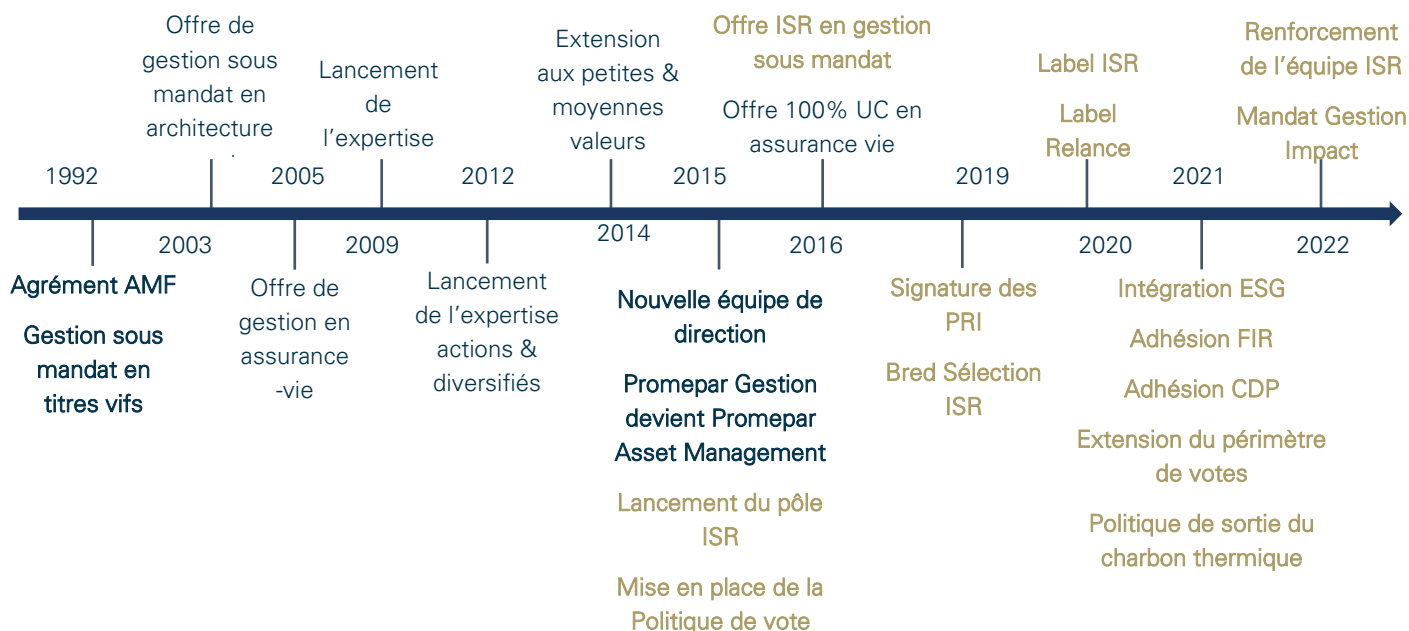 Offre de
gestion sous
mandat en
architecture
Lancement
de
l'expertise
Extension
aux petites &
moyennes
valeurs
Offre ISR en gestion
sous mandat
Offre 100% UC en
assurance vie
Label ISR
Label
Relance
Renforcement
de l'équipe ISR
Mandat Gestion
Impact
1992
2005
2012
2015
2019
2021
2003
2009
2014
2016
2020
2022
Agrément AMF
Gestion sous
mandat en
titres vifs
Offre de
gestion en
assurance
-vie
Lancement
de l'expertise
actions &
diversifiés
Nouvelle équipe de
direction
Promepar Gestion
devient Promepar
Asset Management
Lancement du pôle
ISR
Mise en place de la
Politique de vote
Signature des
PRI
Bred Sélection
ISR
Intégration ESG
Adhésion FIR
Adhésion CDP
Extension du périmètre
de votes
Politique de sortie du
charbon thermique